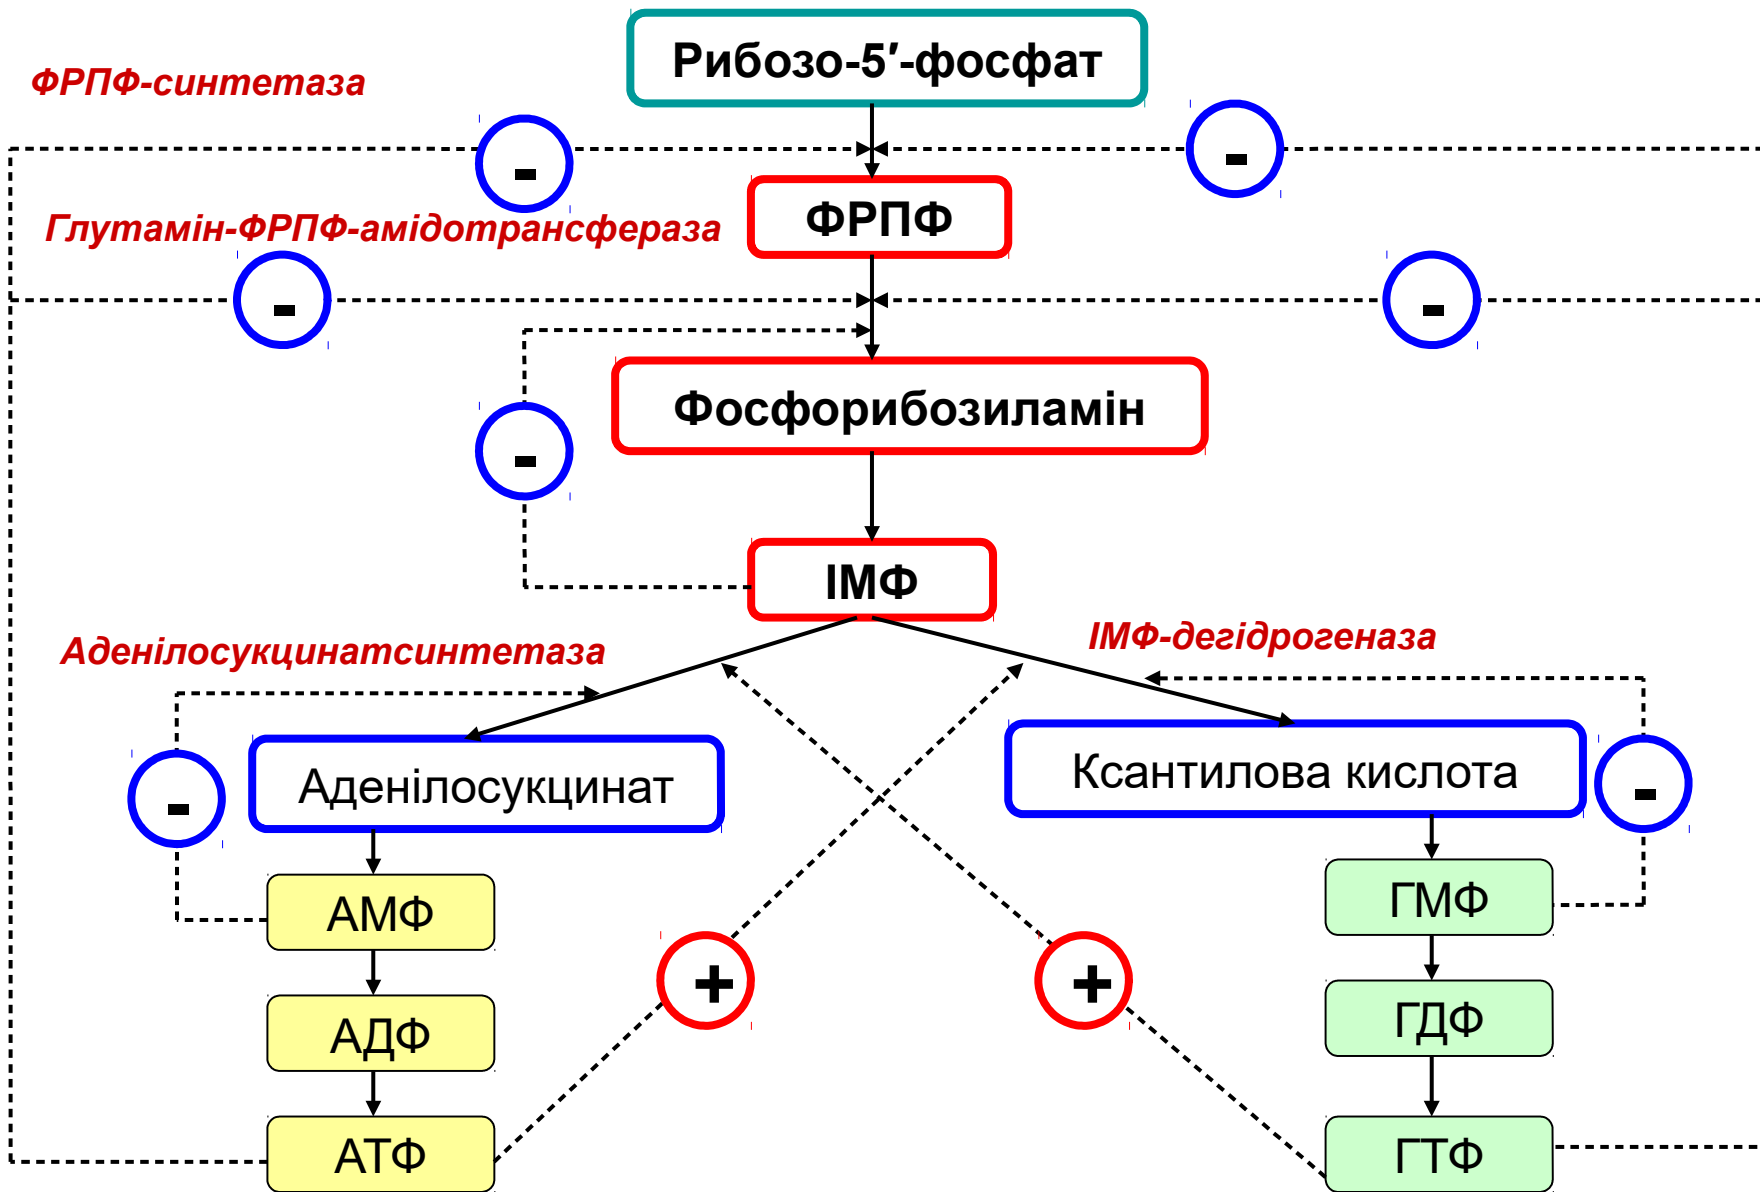 Рибозо-5′-фосфат
ФРПФ-синтетаза
-
-
ФРПФ
Глутамін-ФРПФ-амідотрансфераза
-
-
Фосфорибозиламін
-
ІМФ
Аденілосукцинатсинтетаза
ІМФ-дегідрогеназа
Аденілосукцинат
Ксантилова кислота
-
-
АМФ
ГМФ
+
+
АДФ
ГДФ
АТФ
ГТФ